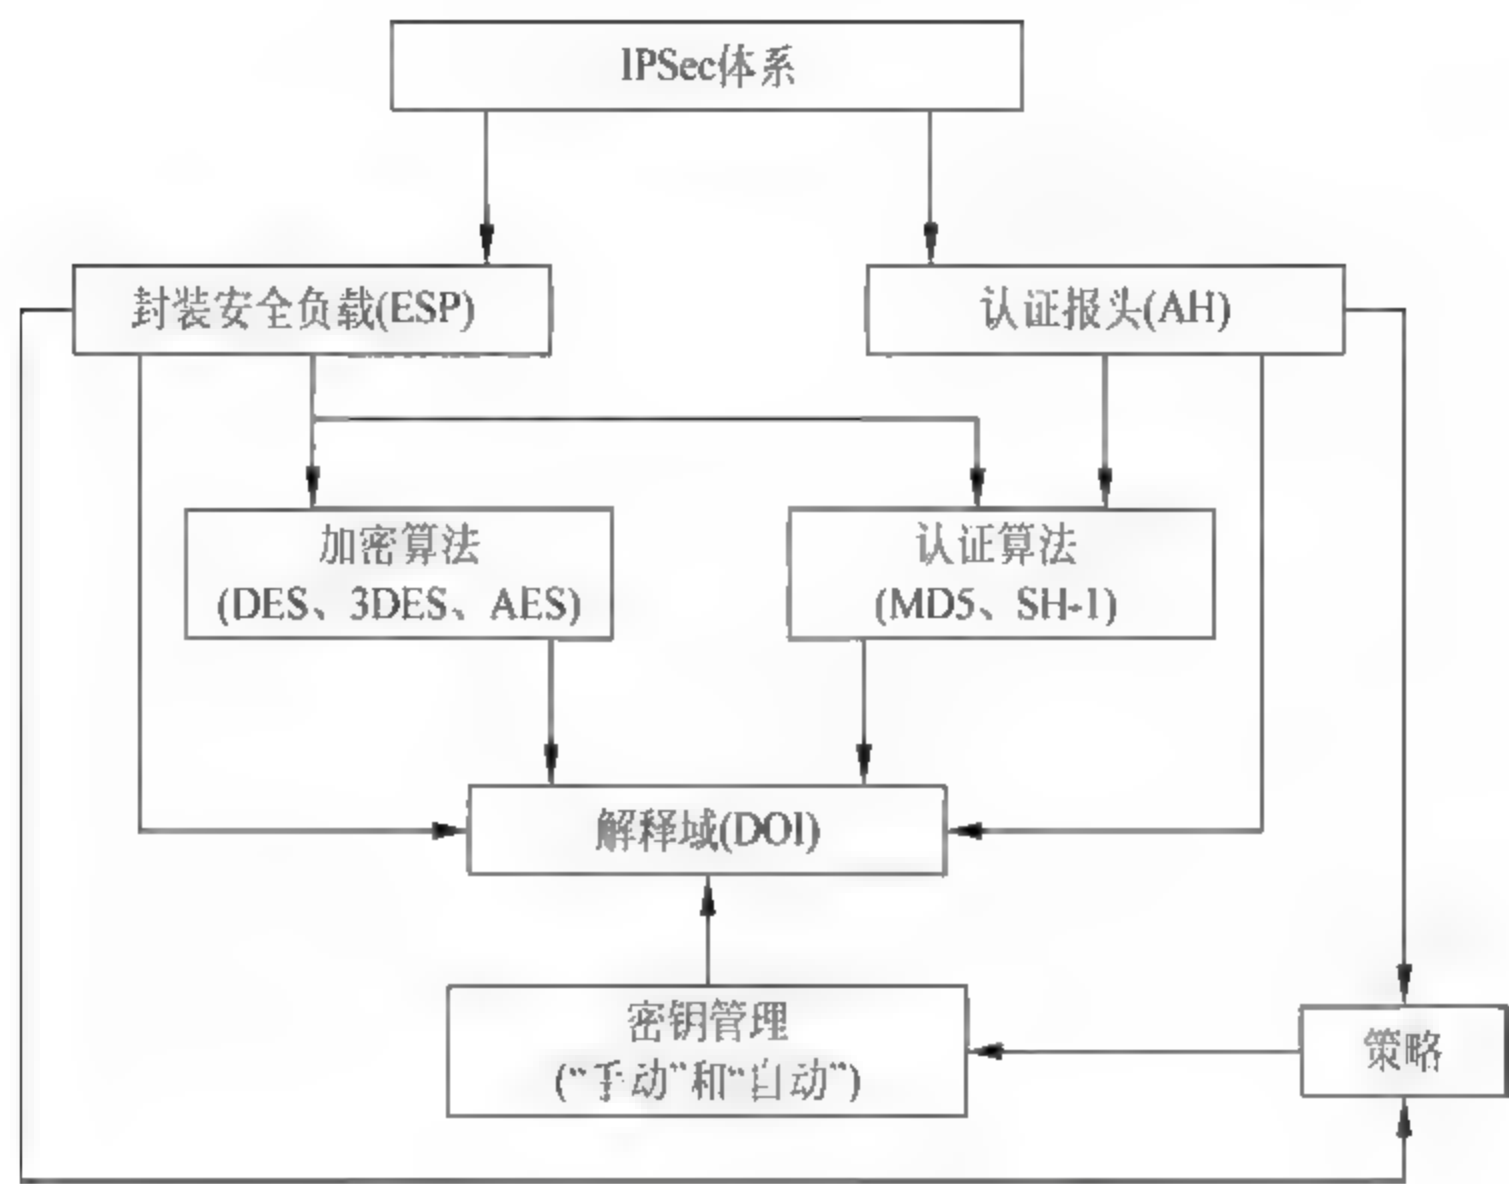 IPSec体系
封装安全负载(ESP)
认证报头(AH)
加密算法
(DES、3DES、AES)
认证算法
(MD5、SH-1)
解释域(DOI)
密钥管理
(“手动”和“自动”)
策略